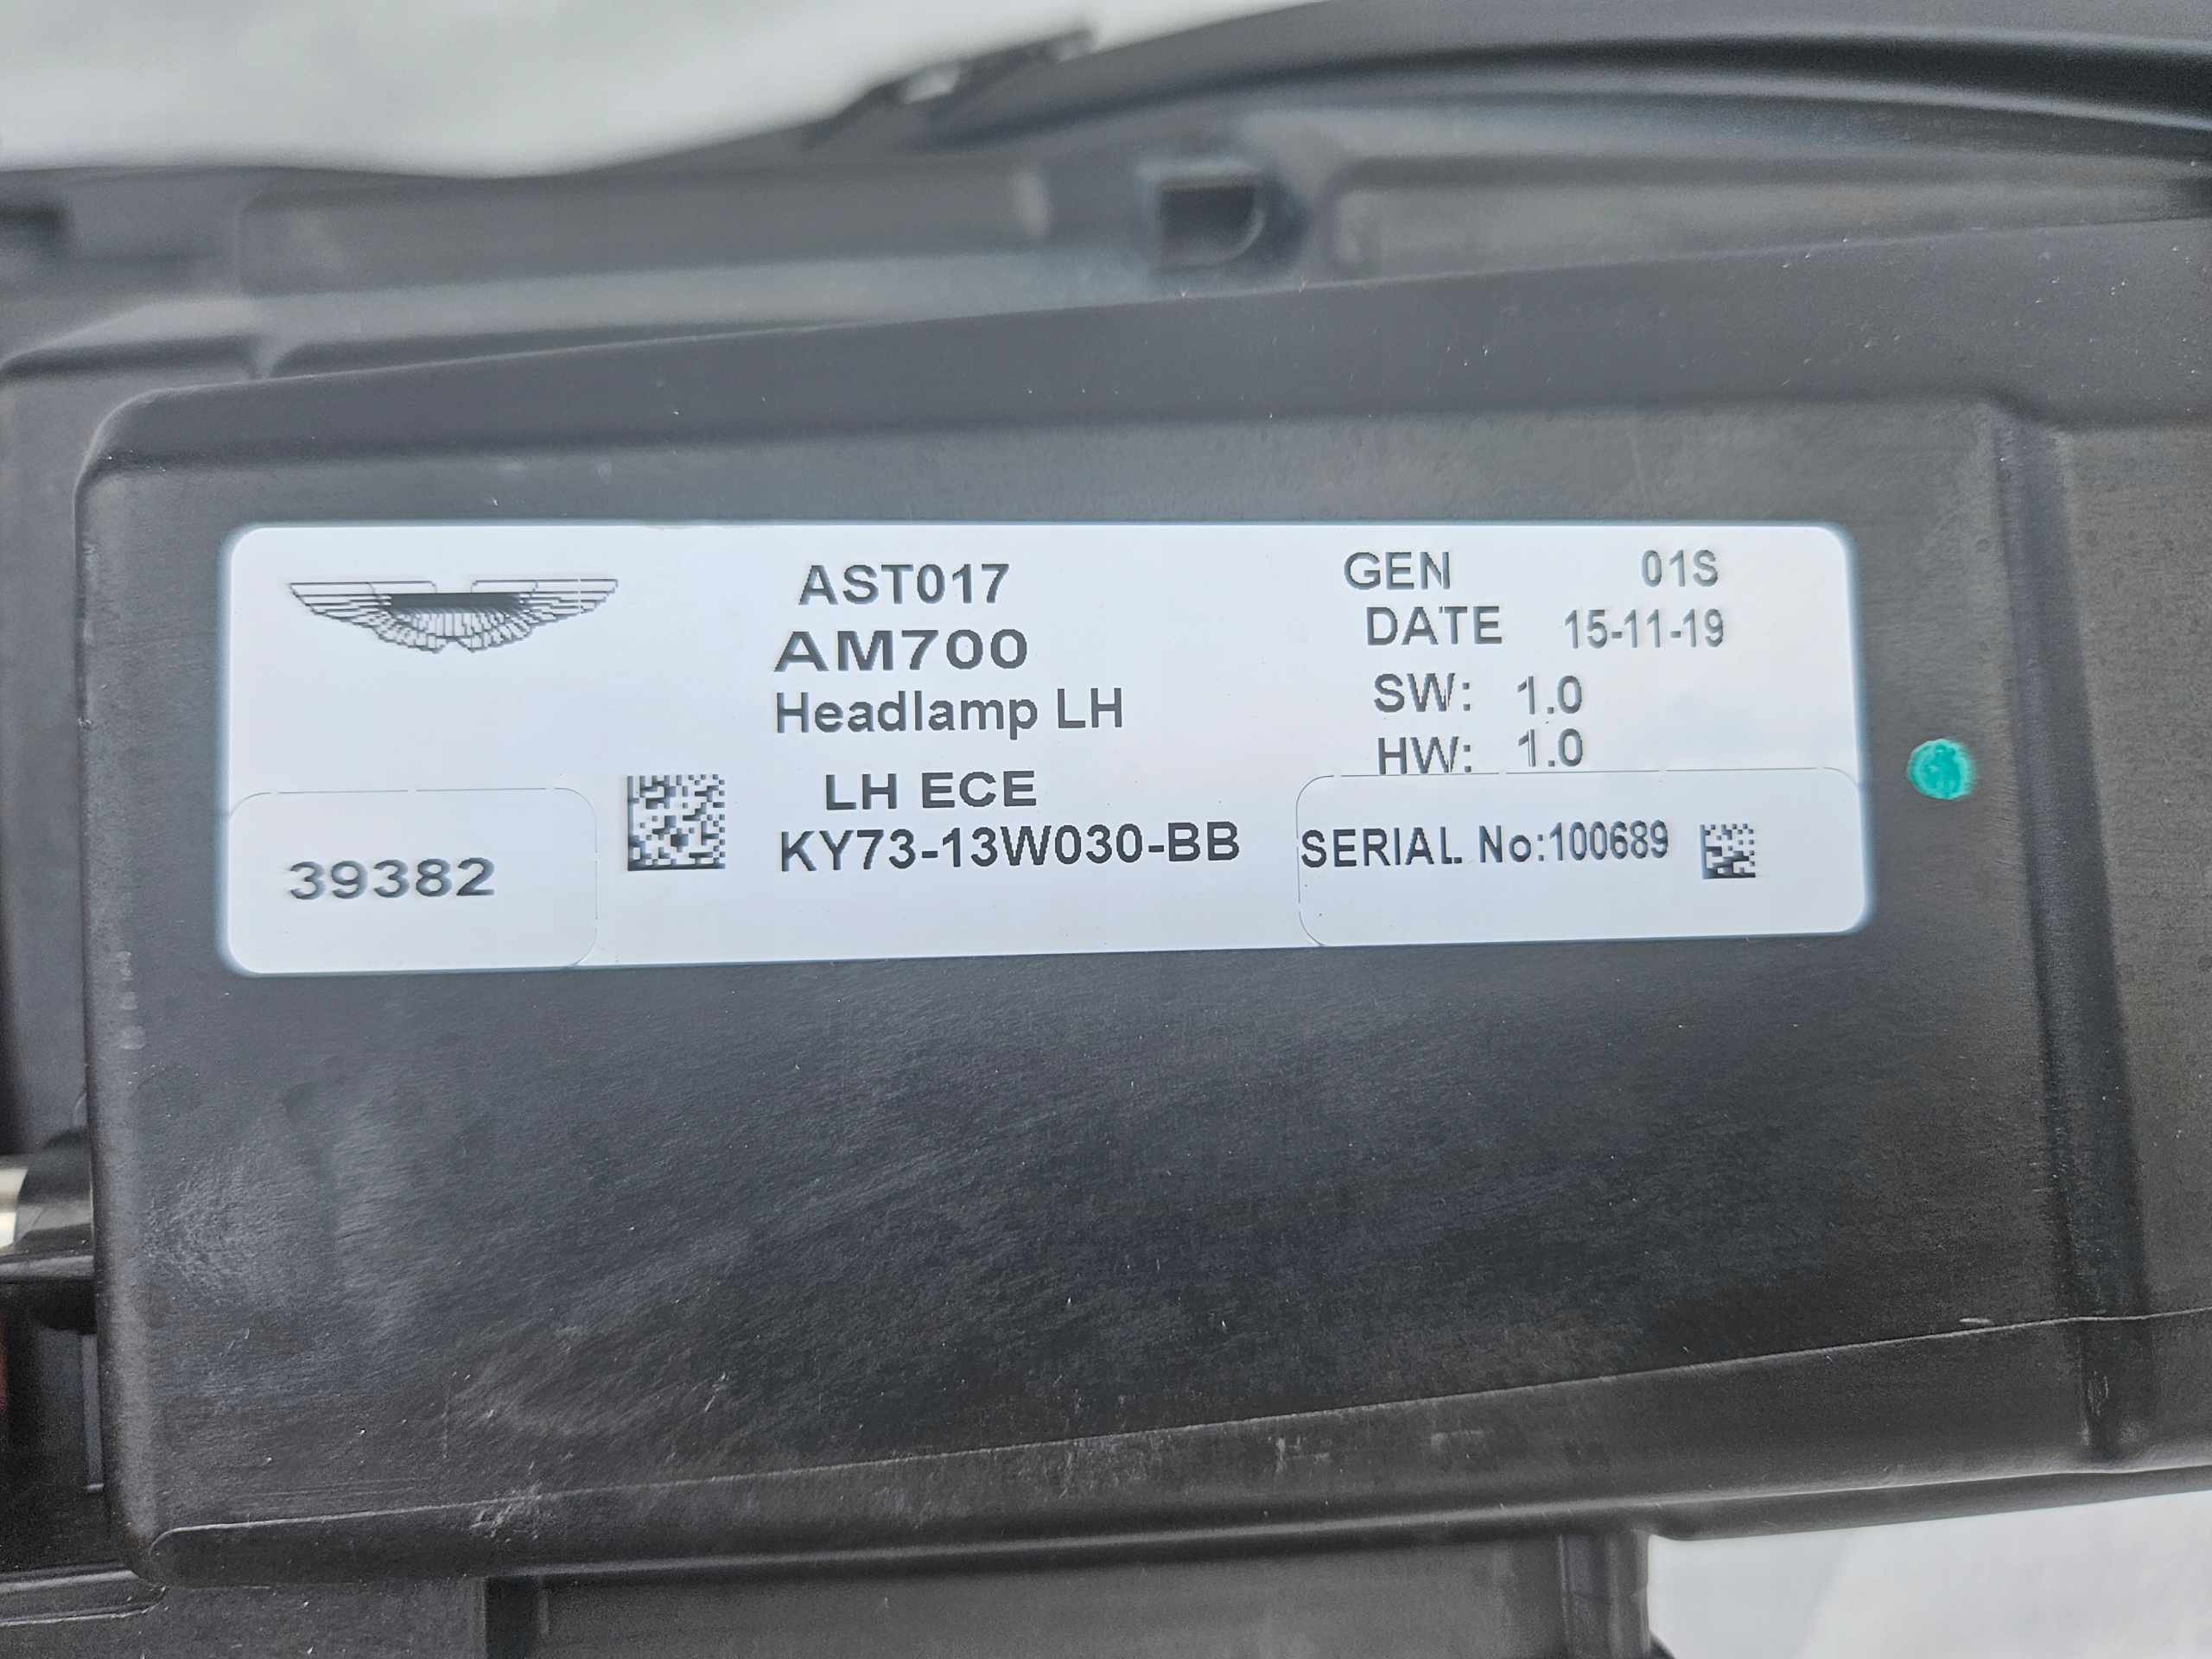 AST017
AM700
Headlamp LH
LH ECE
KY73-13W030-BB
39382
GEN 01S
DATE 15-11-19
SW: 1.0
HW: 1.0
SERIAL No:100689